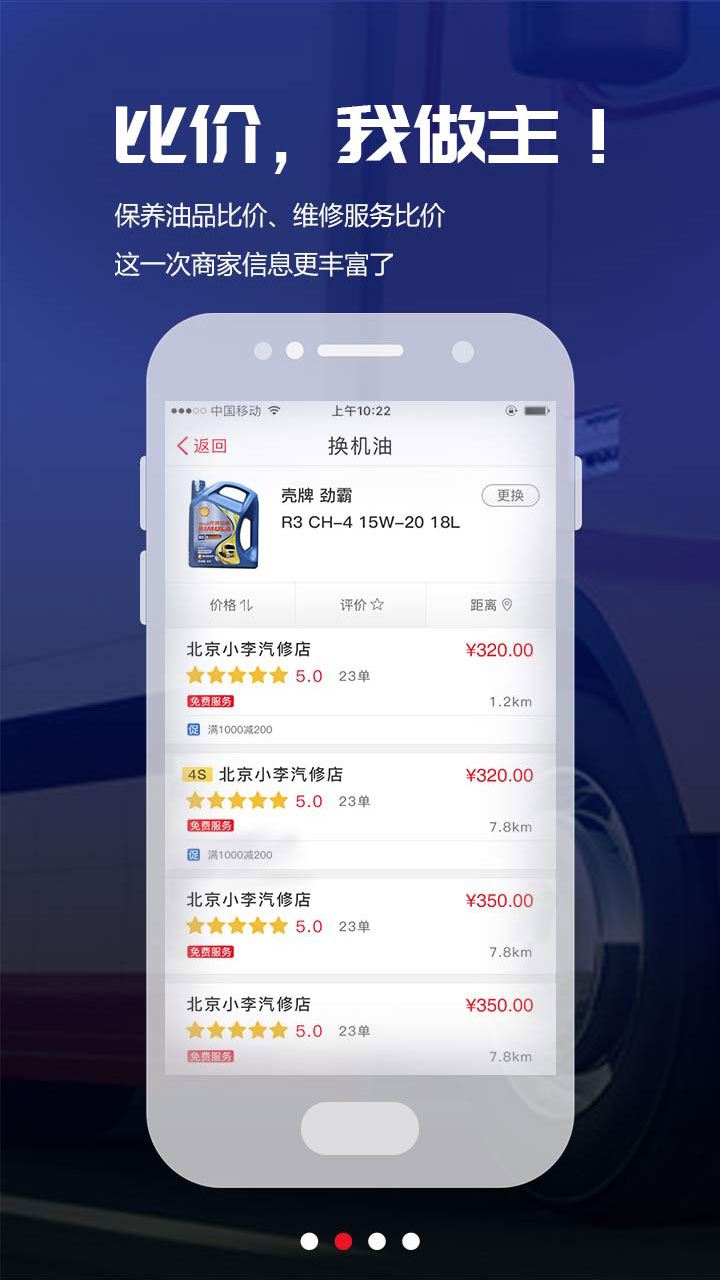 比价，我做主！
保养油品比价、维修服务比价
这一次商家信息更丰富了
中国移动 上午10:22
返回 换机油
壳牌 劲霸 更换
R3 CH-4 15W-20 18L
RIMULA
价格 评价 距离
北京小李汽修店 ¥320.00
5.0 23单
免费服务 1.2km
促 满1000减200
4S 北京小李汽修店 ¥320.00
5.0 23单
免费服务 7.8km
促 满1000减200
北京小李汽修店 ¥350.00
5.0 23单
免费服务 7.8km
北京小李汽修店 ¥350.00
5.0 23单
免费服务 7.8km